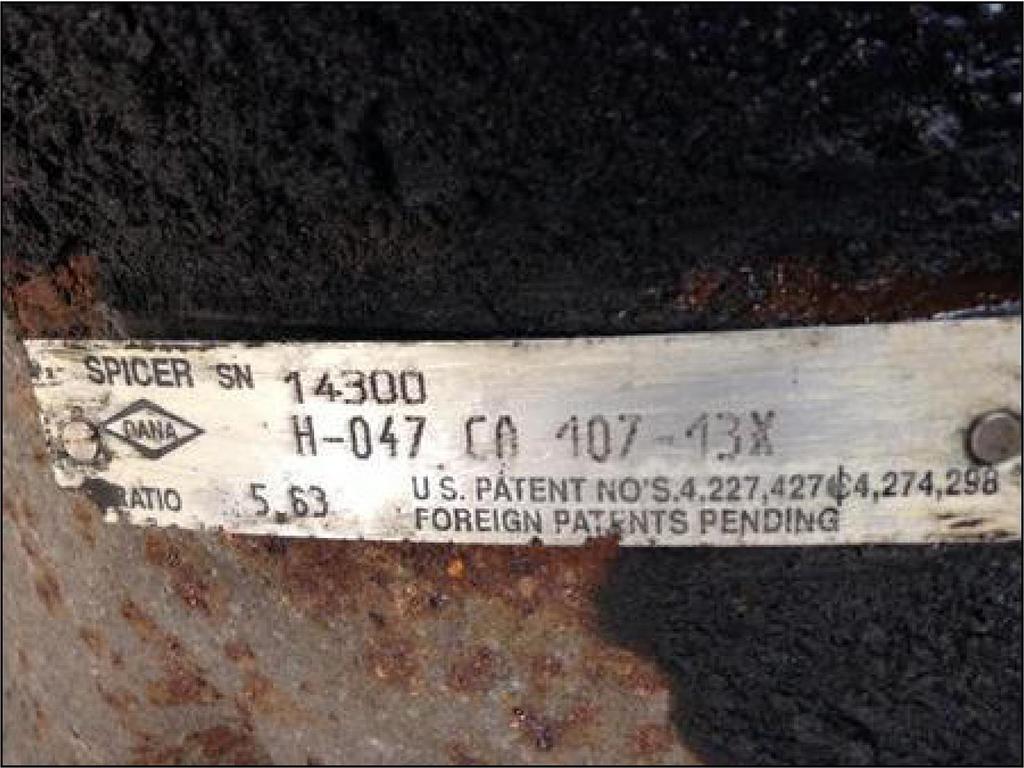 SPICER SN 14300
DANA
H-047 CA 107-13X
RATIO 5.63
U.S. PATENT NO'S. 4,227,427 & 4,274,298
FOREIGN PATENTS PENDING